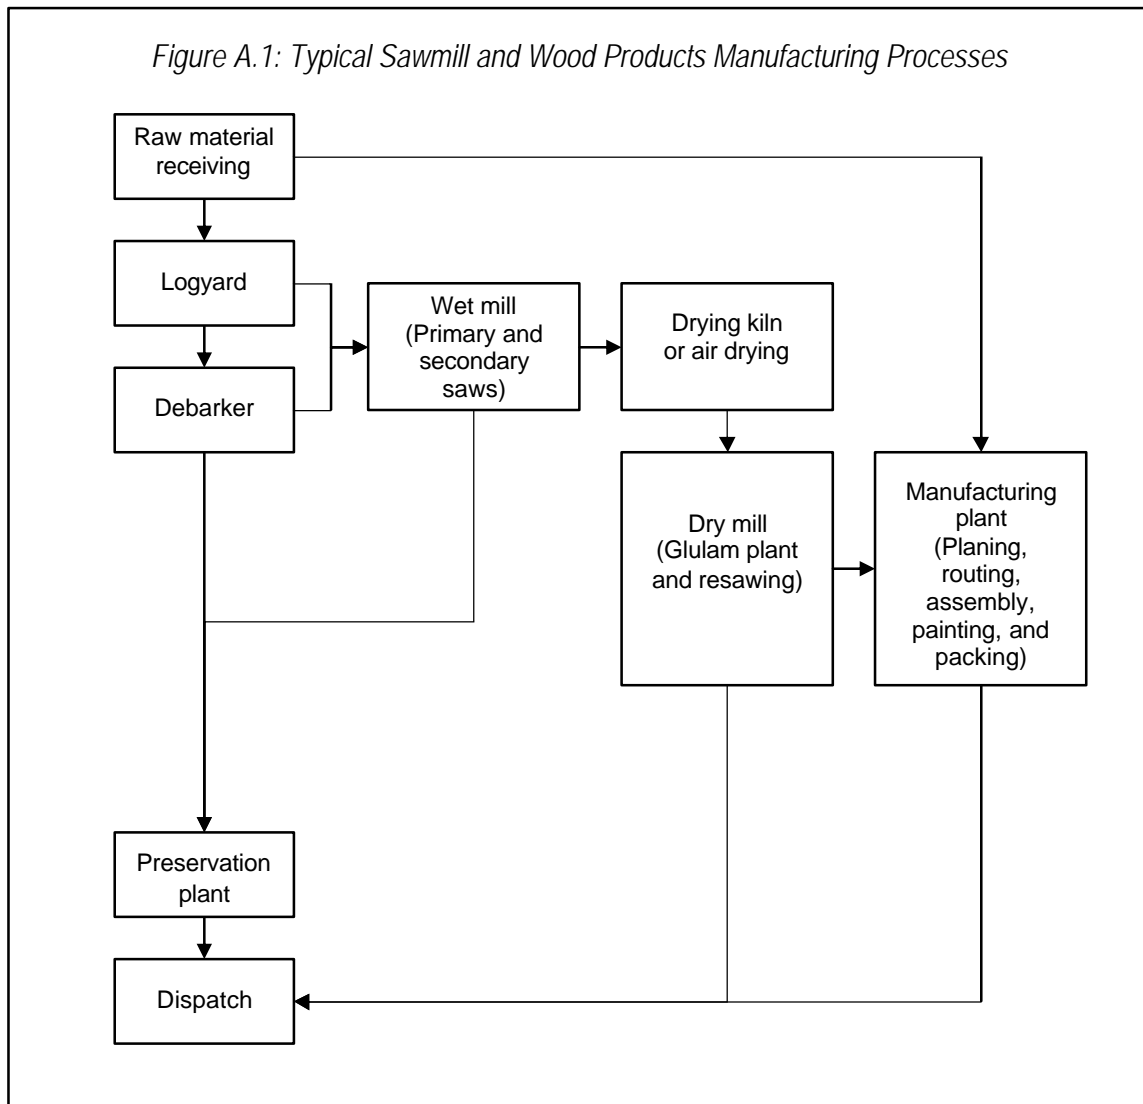 Figure A.1: Typical Sawmill and Wood Products Manufacturing Processes
Raw material
receiving
Logyard
Debarker
Wet mill
(Primary and
secondary
saws)
Drying kiln
or air drying
Dry mill
(Glulam plant
and resawing)
Manufacturing
plant
(Planing,
routing,
assembly,
painting, and
packing)
Preservation
plant
Dispatch